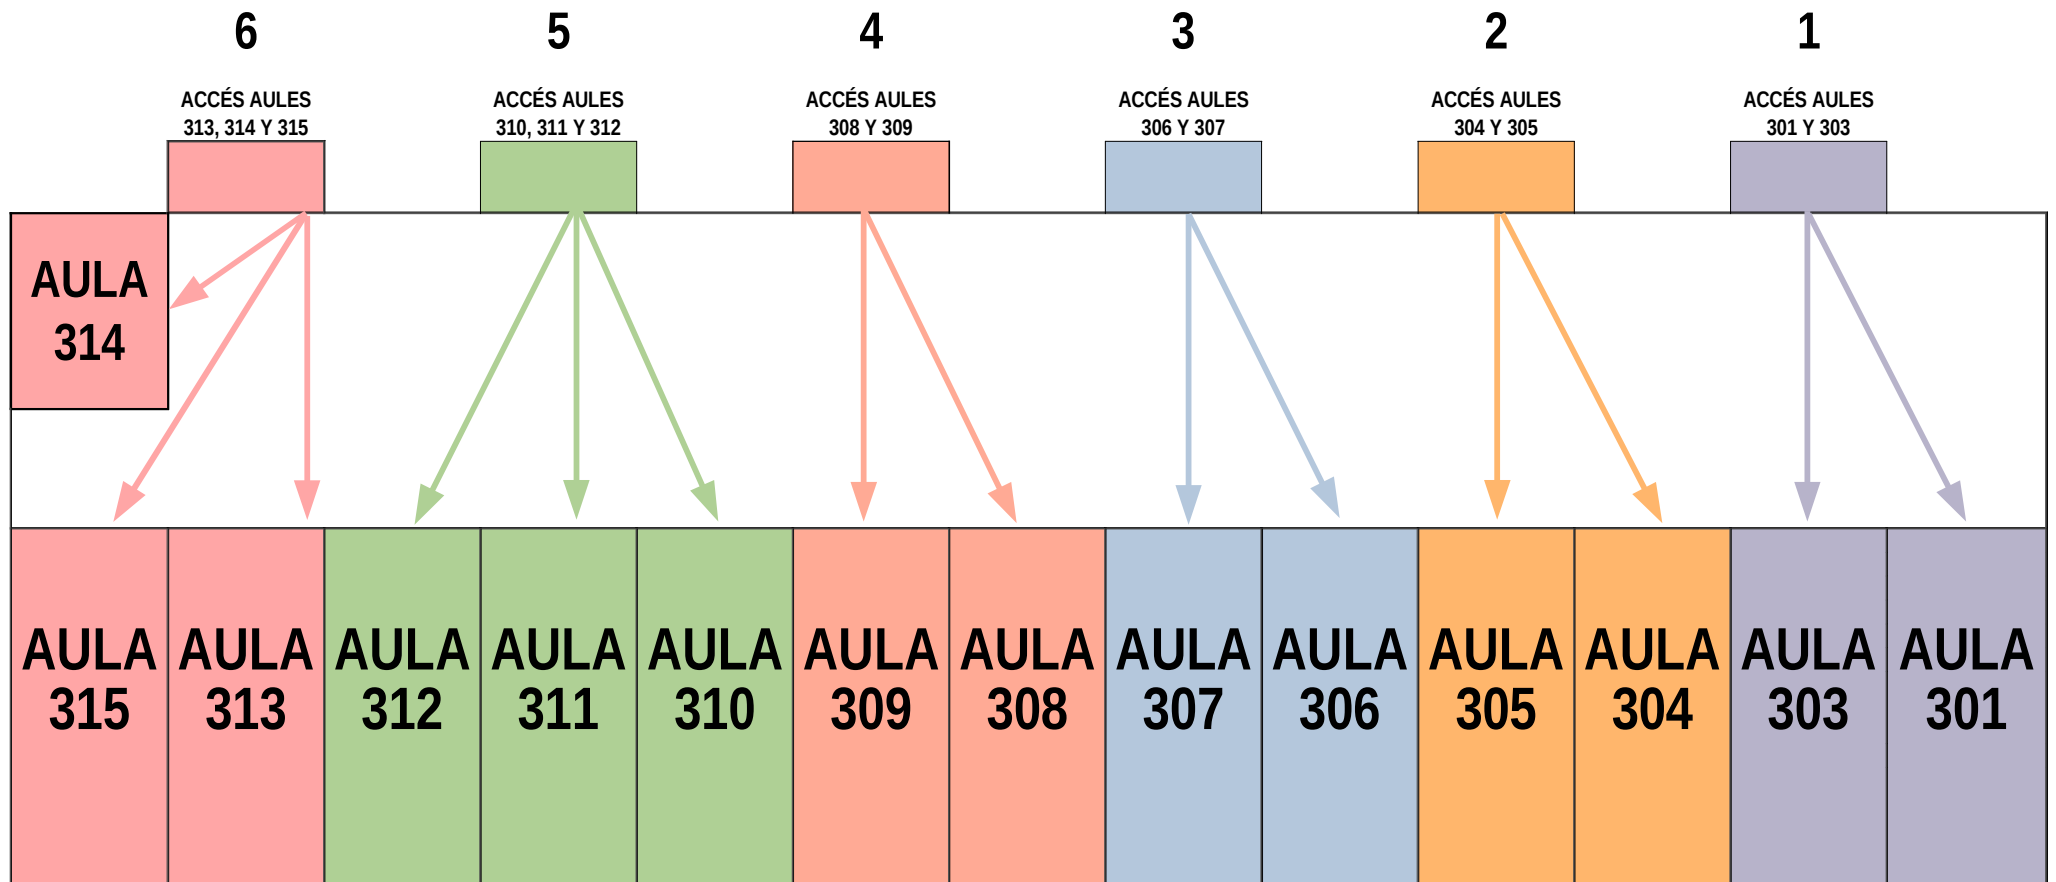 6 5 4 3 2 1
ACCÉS AULES
313, 314 Y 315
ACCÉS AULES
310, 311 Y 312
ACCÉS AULES
308 Y 309
ACCÉS AULES
306 Y 307
ACCÉS AULES
304 Y 305
ACCÉS AULES
301 Y 303
AULA
314
AULA
315
AULA
313
AULA
312
AULA
311
AULA
310
AULA
309
AULA
308
AULA
307
AULA
306
AULA
305
AULA
304
AULA
303
AULA
301